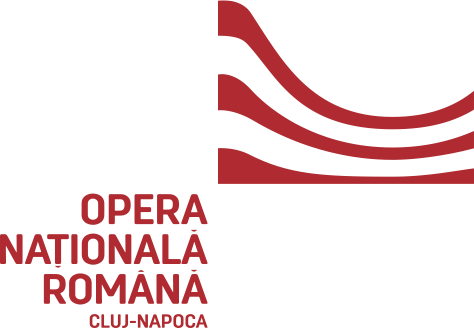 OPERA
NAȚIONALĂ
ROMÂNĂ
CLUJ-NAPOCA